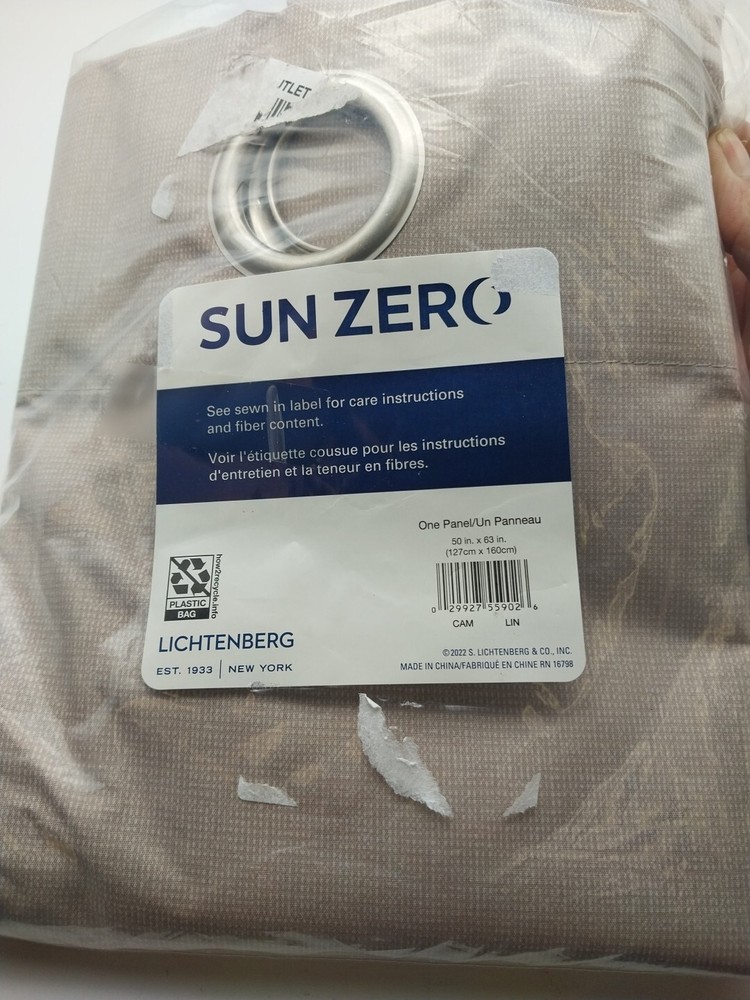 SUN ZERO
See sewn in label for care instructions
and fiber content.
Voir l'étiquette cousue pour les instructions
d'entretien et la teneur en fibres.
One Panel/Un Panneau
50 in. x 63 in.
(127cm x 160cm)
how2recycle.info
PLASTIC
BAG
0 29927 55902 6
CAM LIN
LICHTENBERG
EST. 1933 | NEW YORK
©2022 S. LICHTENBERG & CO., INC.
MADE IN CHINA/FABRIQUÉ EN CHINE RN 16798